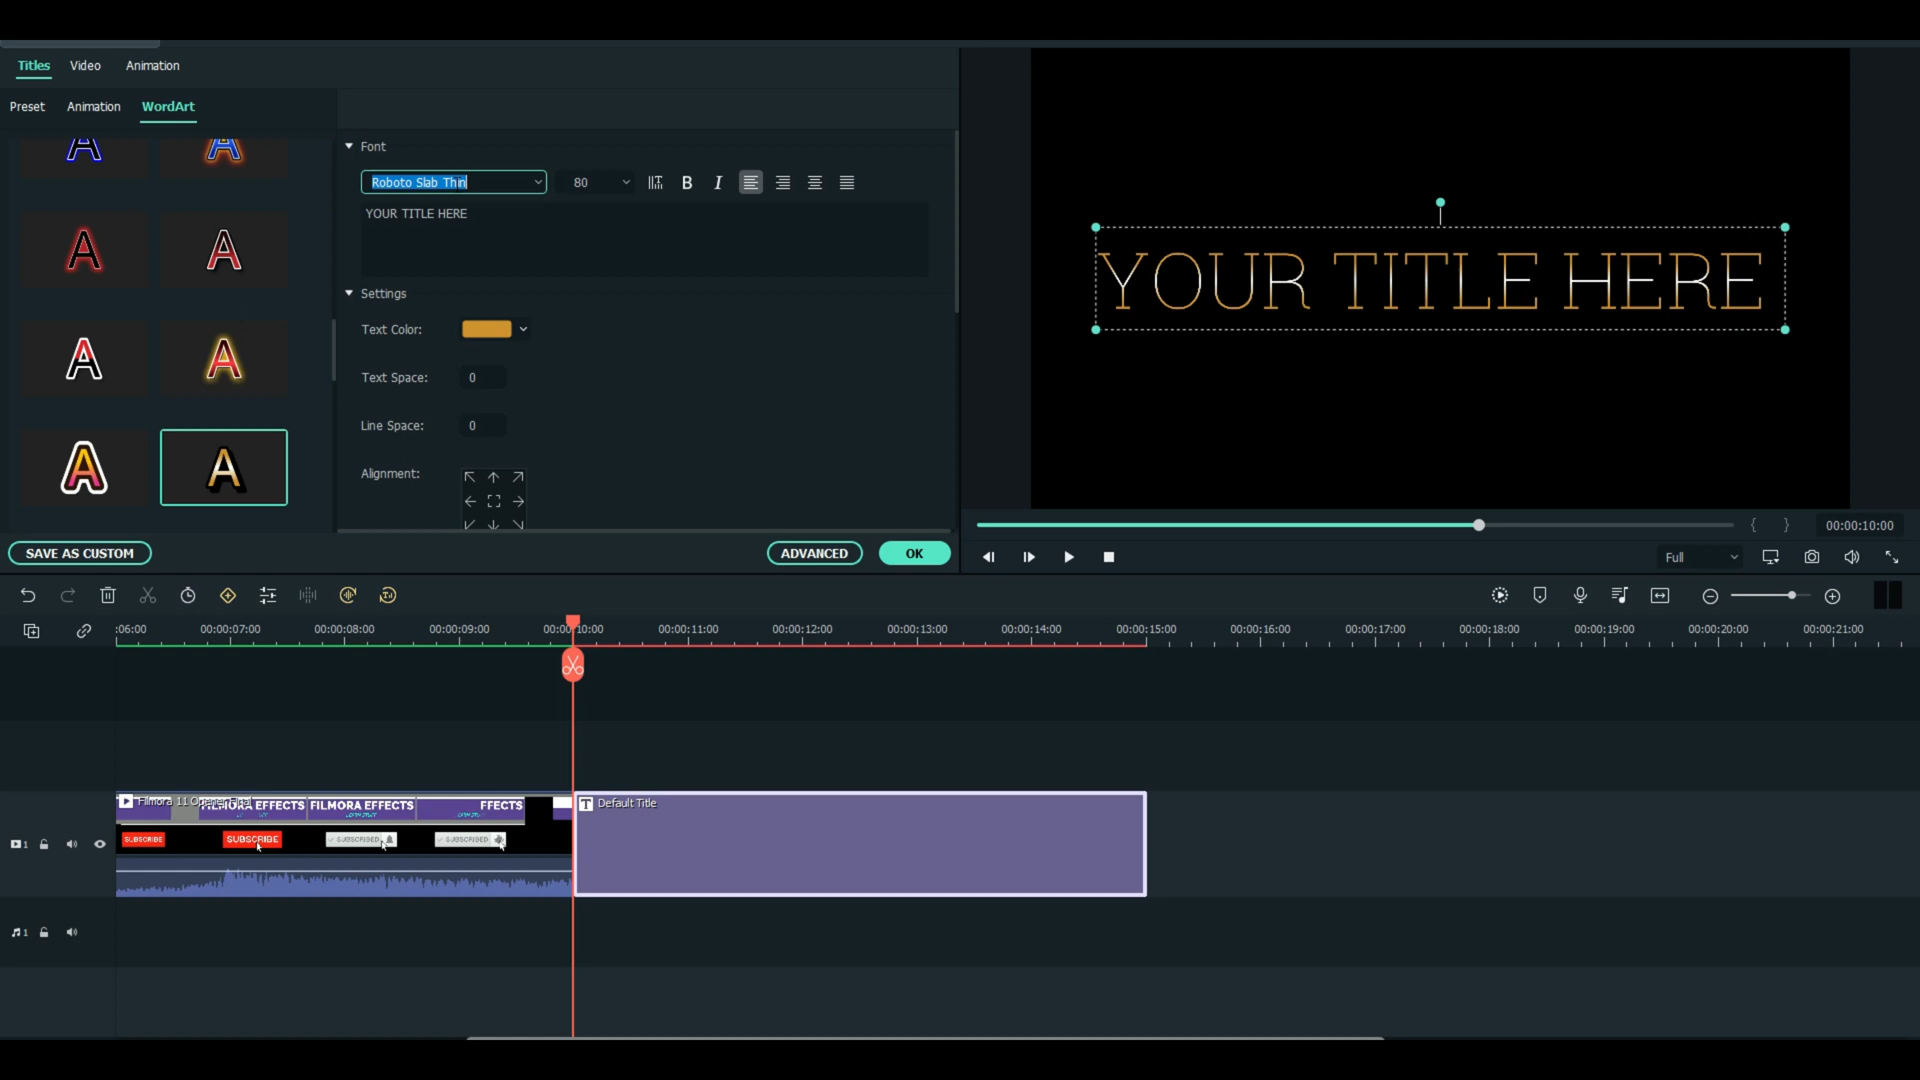 Titles Video Animation
Preset Animation WordArt
A A
A A
A A
A A
SAVE AS CUSTOM
Font
Roboto Slab Thin 80 B I
YOUR TITLE HERE
Settings
Text Color:
Text Space: 0
Line Space: 0
Alignment:
ADVANCED OK
YOUR TITLE HERE
{ } 00:00:10:00
Full
:06:00 00:00:07:00 00:00:08:00 00:00:09:00 00:00:10:00 00:00:11:00 00:00:12:00 00:00:13:00 00:00:14:00 00:00:15:00 00:00:16:00 00:00:17:00 00:00:18:00 00:00:19:00 00:00:20:00 00:00:21:00
Filmora 11 Opener Final
FILMORA EFFECTS FILMORA EFFECTS FFECTS
T Default Title
SUBSCRIBE SUBSCRIBE SUBSCRIBED SUBSCRIBED
1
1